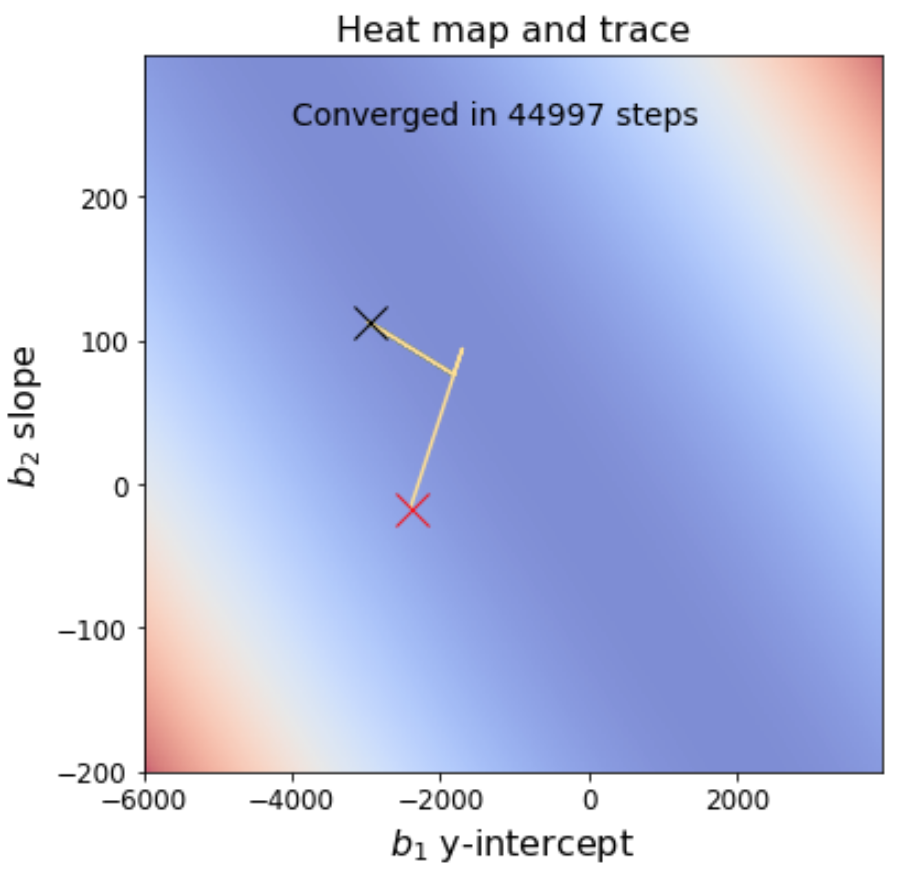 Heat map and trace
Converged in 44997 steps
200
100
0
−100
−200
−6000 −4000 −2000 0 2000
b₂ slope
b₁ y-intercept